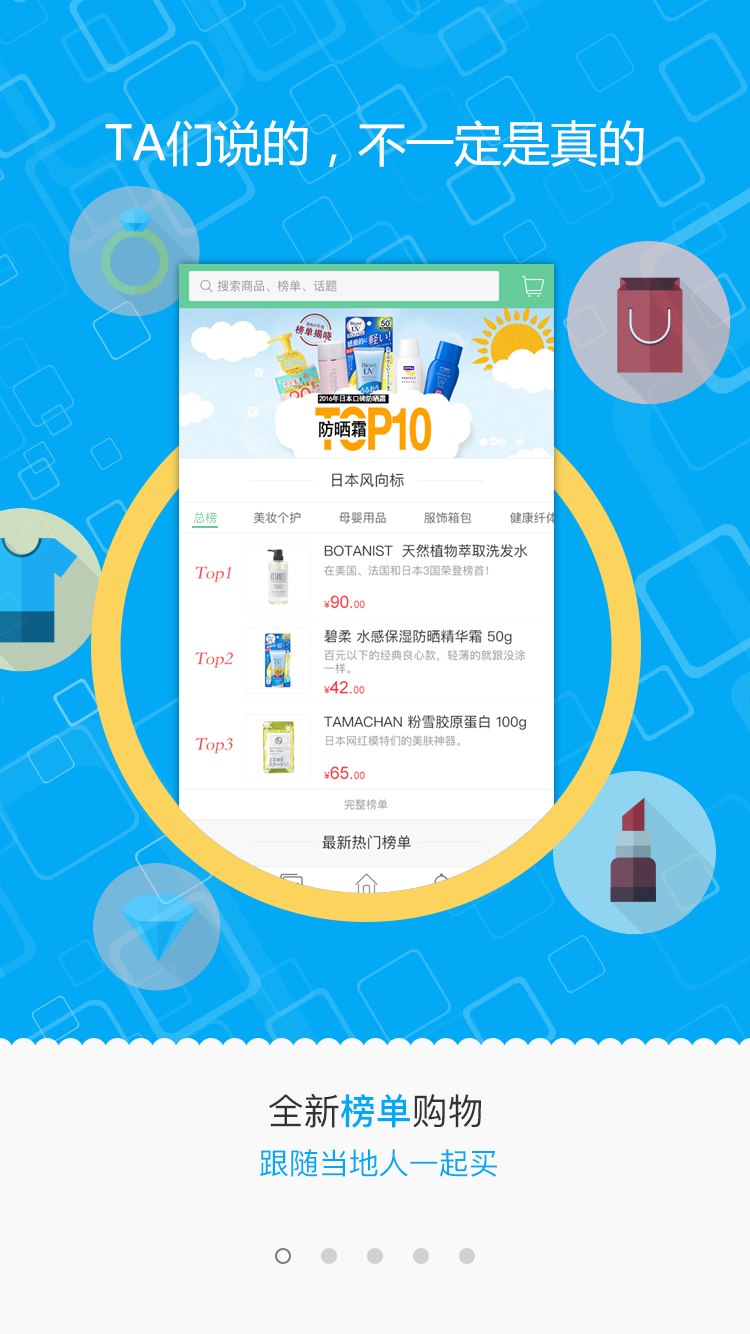 TA们说的，不一定是真的
搜索商品、榜单、话题
榜单揭晓
2016年日本口碑防晒霜
TOP10
防晒霜
日本风向标
总榜 美妆个护 母婴用品 服饰箱包 健康纤体
Top1
BOTANIST 天然植物萃取洗发水
在美国、法国和日本3国荣登榜首！
¥90.00
Top2
碧柔 水感保湿防晒精华霜 50g
百元以下的经典良心款，轻薄的就跟没涂
一样。
¥42.00
Top3
TAMACHAN 粉雪胶原蛋白 100g
日本网红模特们的美肤神器。
¥65.00
完整榜单
最新热门榜单
全新榜单购物
跟随当地人一起买